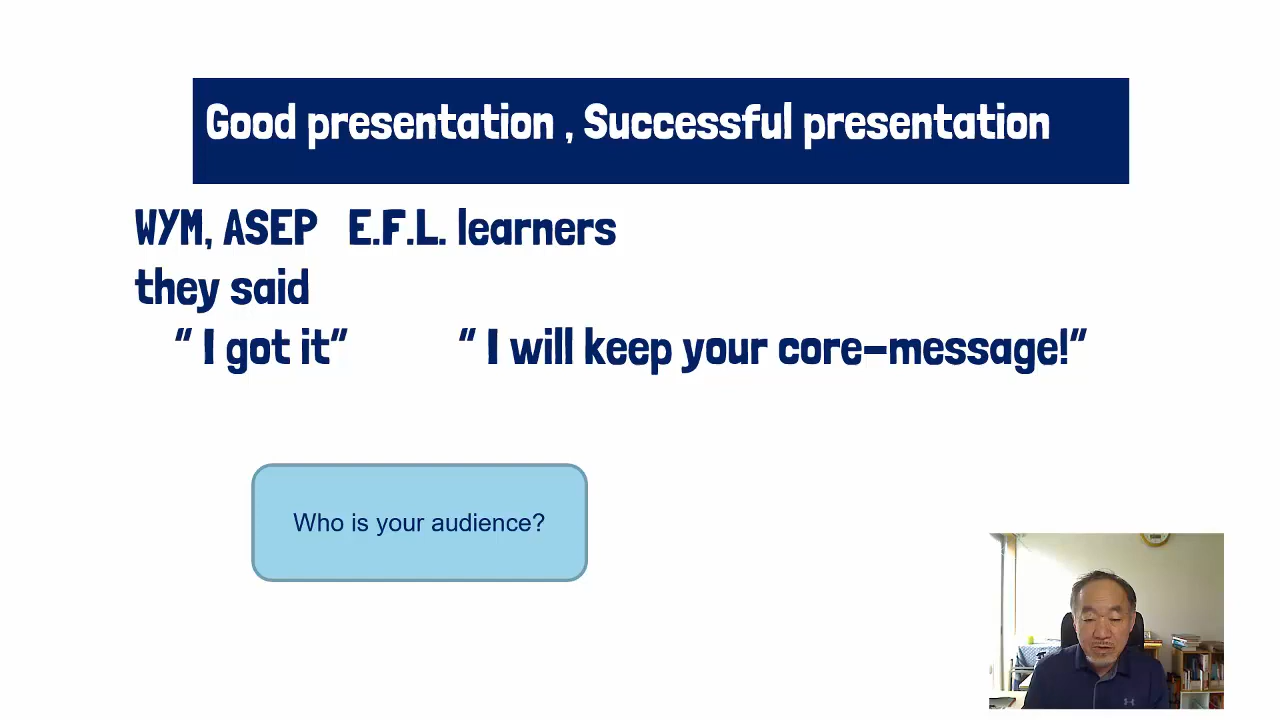 Good presentation , Successful presentation
WYM, ASEP E.F.L. learners
they said
“ I got it” “ I will keep your core-message!”
Who is your audience?